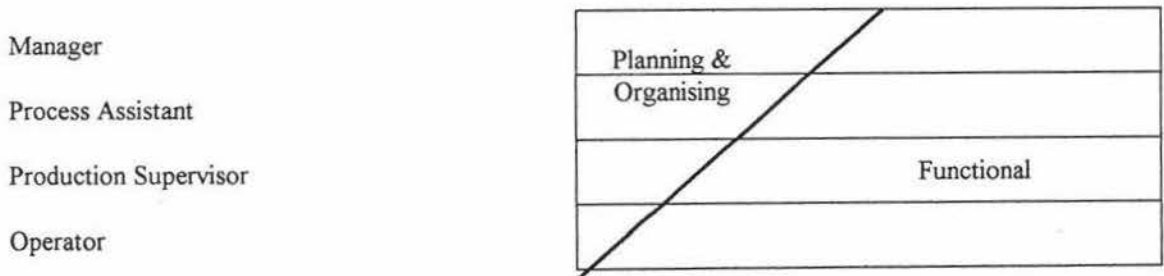 Manager
Planning &
Organising
Process Assistant
Production Supervisor
Functional
Operator